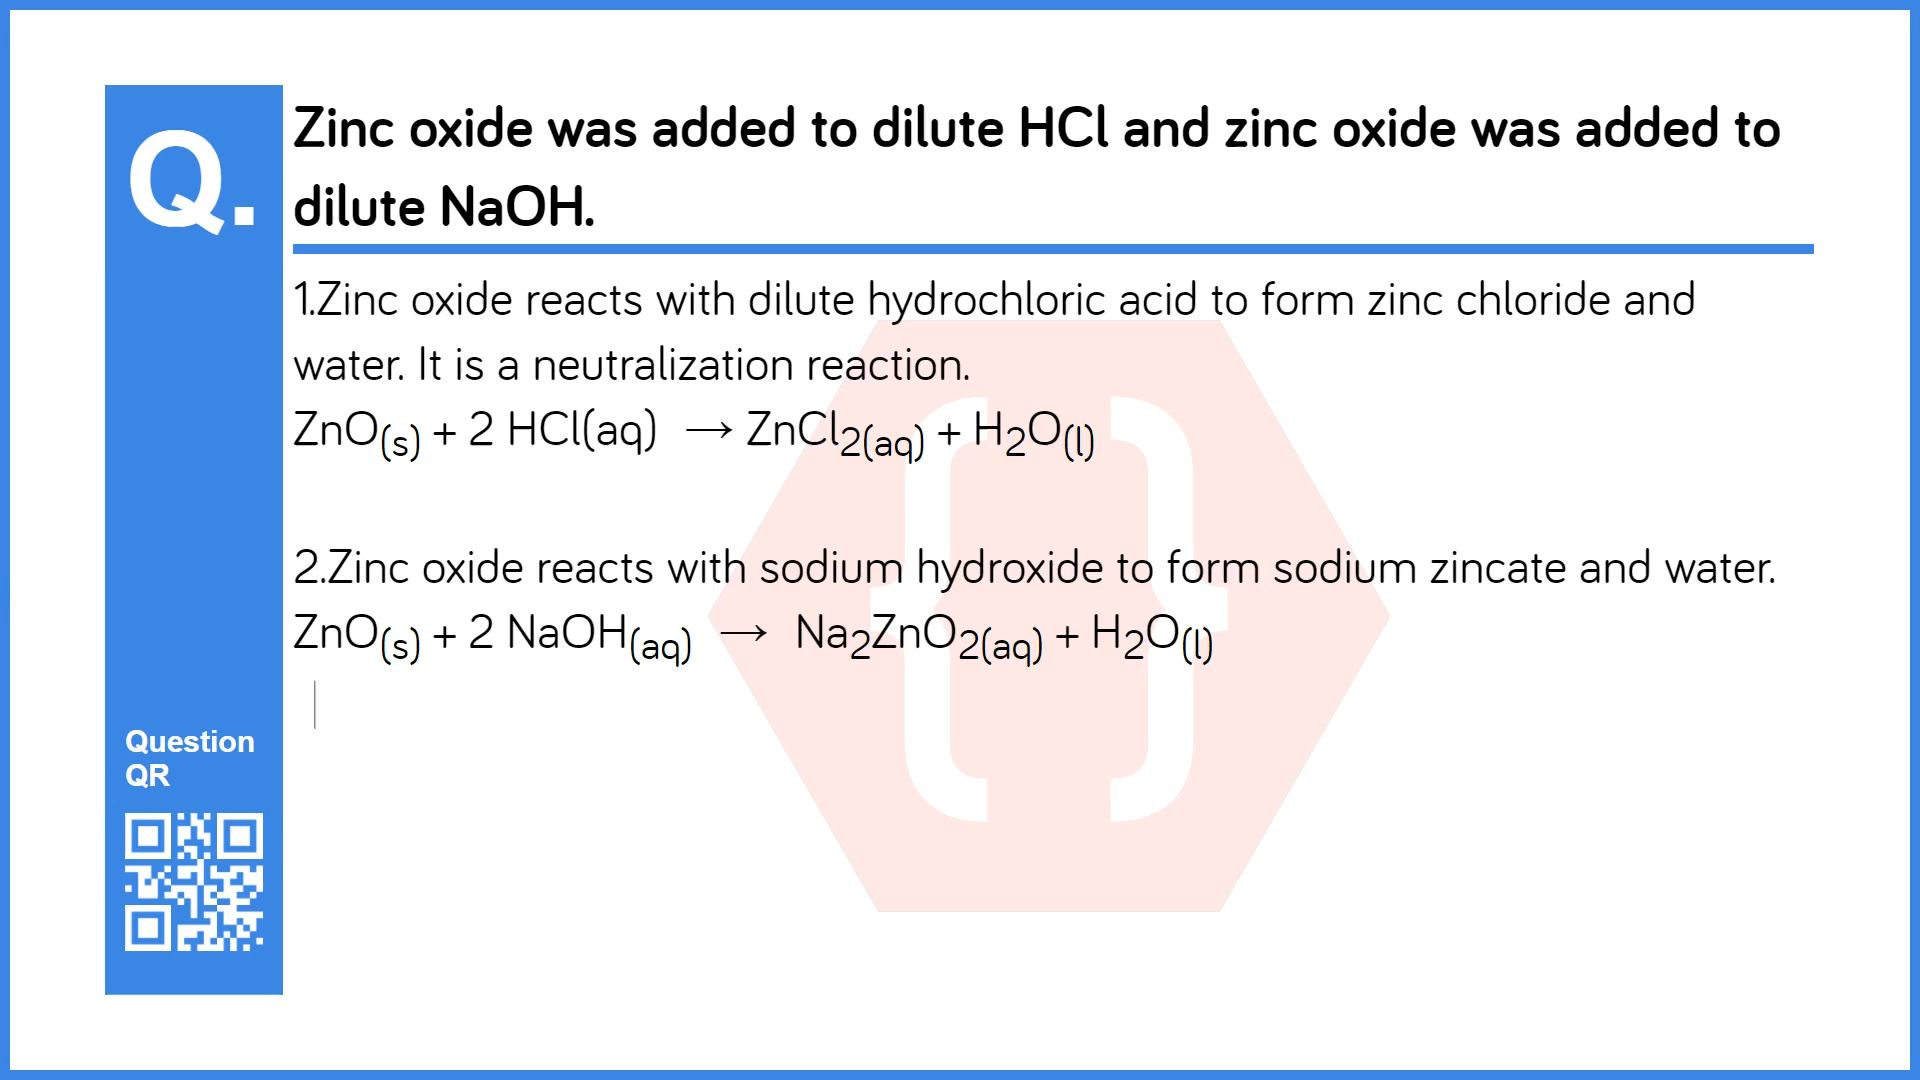 Q.
Zinc oxide was added to dilute HCl and zinc oxide was added to
dilute NaOH.
1.Zinc oxide reacts with dilute hydrochloric acid to form zinc chloride and
water. It is a neutralization reaction.
ZnO(s) + 2 HCl(aq) → ZnCl2(aq) + H2O(l)
2.Zinc oxide reacts with sodium hydroxide to form sodium zincate and water.
ZnO(s) + 2 NaOH(aq) → Na2ZnO2(aq) + H2O(l)
Question
QR